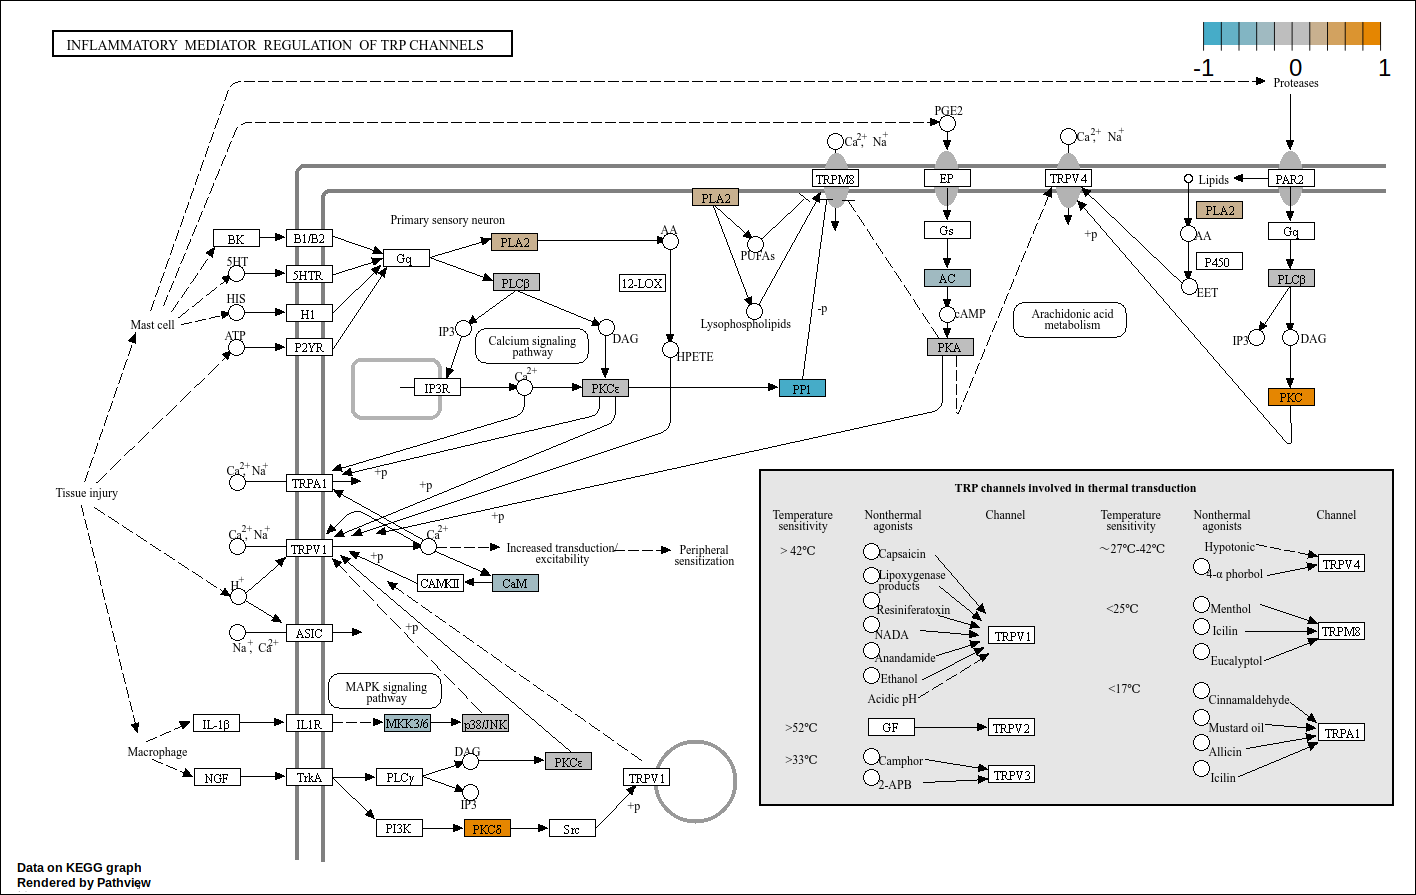 INFLAMMATORY MEDIATOR REGULATION OF TRP CHANNELS
-1 0 1
Proteases
PGE2
Ca2+, Na+
Ca2+, Na+
TRPM8
EP
TRPV4
Lipids
PAR2
PLA2
PLA2
Primary sensory neuron
BK
B1/B2
Gq
PLA2
AA
PUFAs
Gs
+p
AA
Gq
5HT
5HTR
PLCβ
12-LOX
AC
P450
PLCβ
HIS
H1
EET
Mast cell
IP3
Calcium signaling
pathway
DAG
Lysophospholipids
-p
cAMP
Arachidonic acid
metabolism
IP3
DAG
ATP
P2YR
HPETE
PKA
IP3R
Ca2+
PKCε
PP1
PKC
Ca2+, Na+
TRPA1
+p
+p
Tissue injury
+p
Ca2+, Na+
TRPV1
Ca2+
Increased transduction/
excitability
Peripheral
sensitization
+p
CAMKII
CaM
H+
+p
ASIC
Na+, Ca2+
MAPK signaling
pathway
IL-1β
IL1R
MKK3/6
p38/JNK
Macrophage
NGF
TrkA
PLCγ
DAG
PKCε
TRPV1
IP3
+p
PI3K
PKCδ
Src
TRP channels involved in thermal transduction
Temperature
sensitivity
Nonthermal
agonists
Channel
Temperature
sensitivity
Nonthermal
agonists
Channel
> 42℃
Capsaicin
Lipoxygenase
products
Resiniferatoxin
NADA
Anandamide
Ethanol
Acidic pH
TRPV1
>52℃
GF
TRPV2
>33℃
Camphor
2-APB
TRPV3
~27℃-42℃
Hypotonic
4-α phorbol
TRPV4
<25℃
Menthol
Icilin
Eucalyptol
TRPM8
<17℃
Cinnamaldehyde
Mustard oil
Allicin
Icilin
TRPA1
Data on KEGG graph
Rendered by Pathview